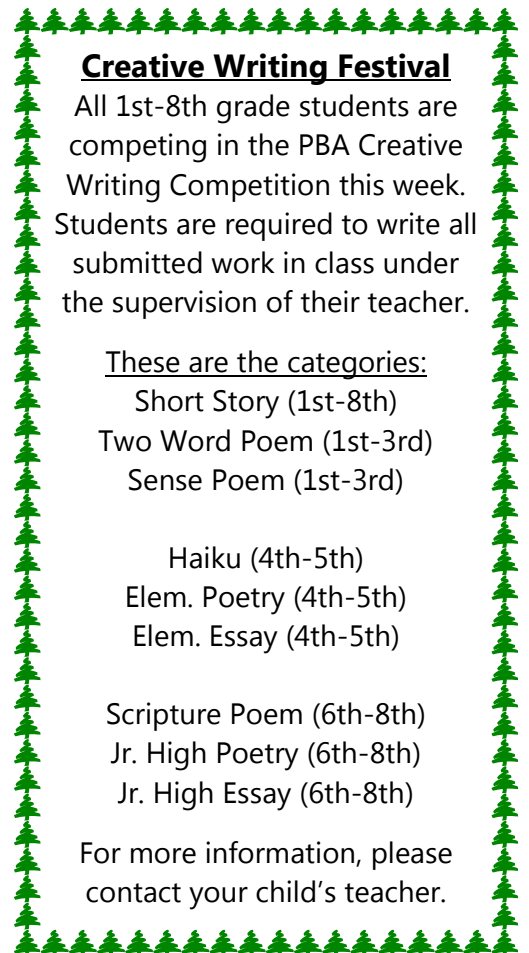 Creative Writing Festival
All 1st-8th grade students are
competing in the PBA Creative
Writing Competition this week.
Students are required to write all
submitted work in class under
the supervision of their teacher.
These are the categories:
Short Story (1st-8th)
Two Word Poem (1st-3rd)
Sense Poem (1st-3rd)
Haiku (4th-5th)
Elem. Poetry (4th-5th)
Elem. Essay (4th-5th)
Scripture Poem (6th-8th)
Jr. High Poetry (6th-8th)
Jr. High Essay (6th-8th)
For more information, please
contact your child’s teacher.